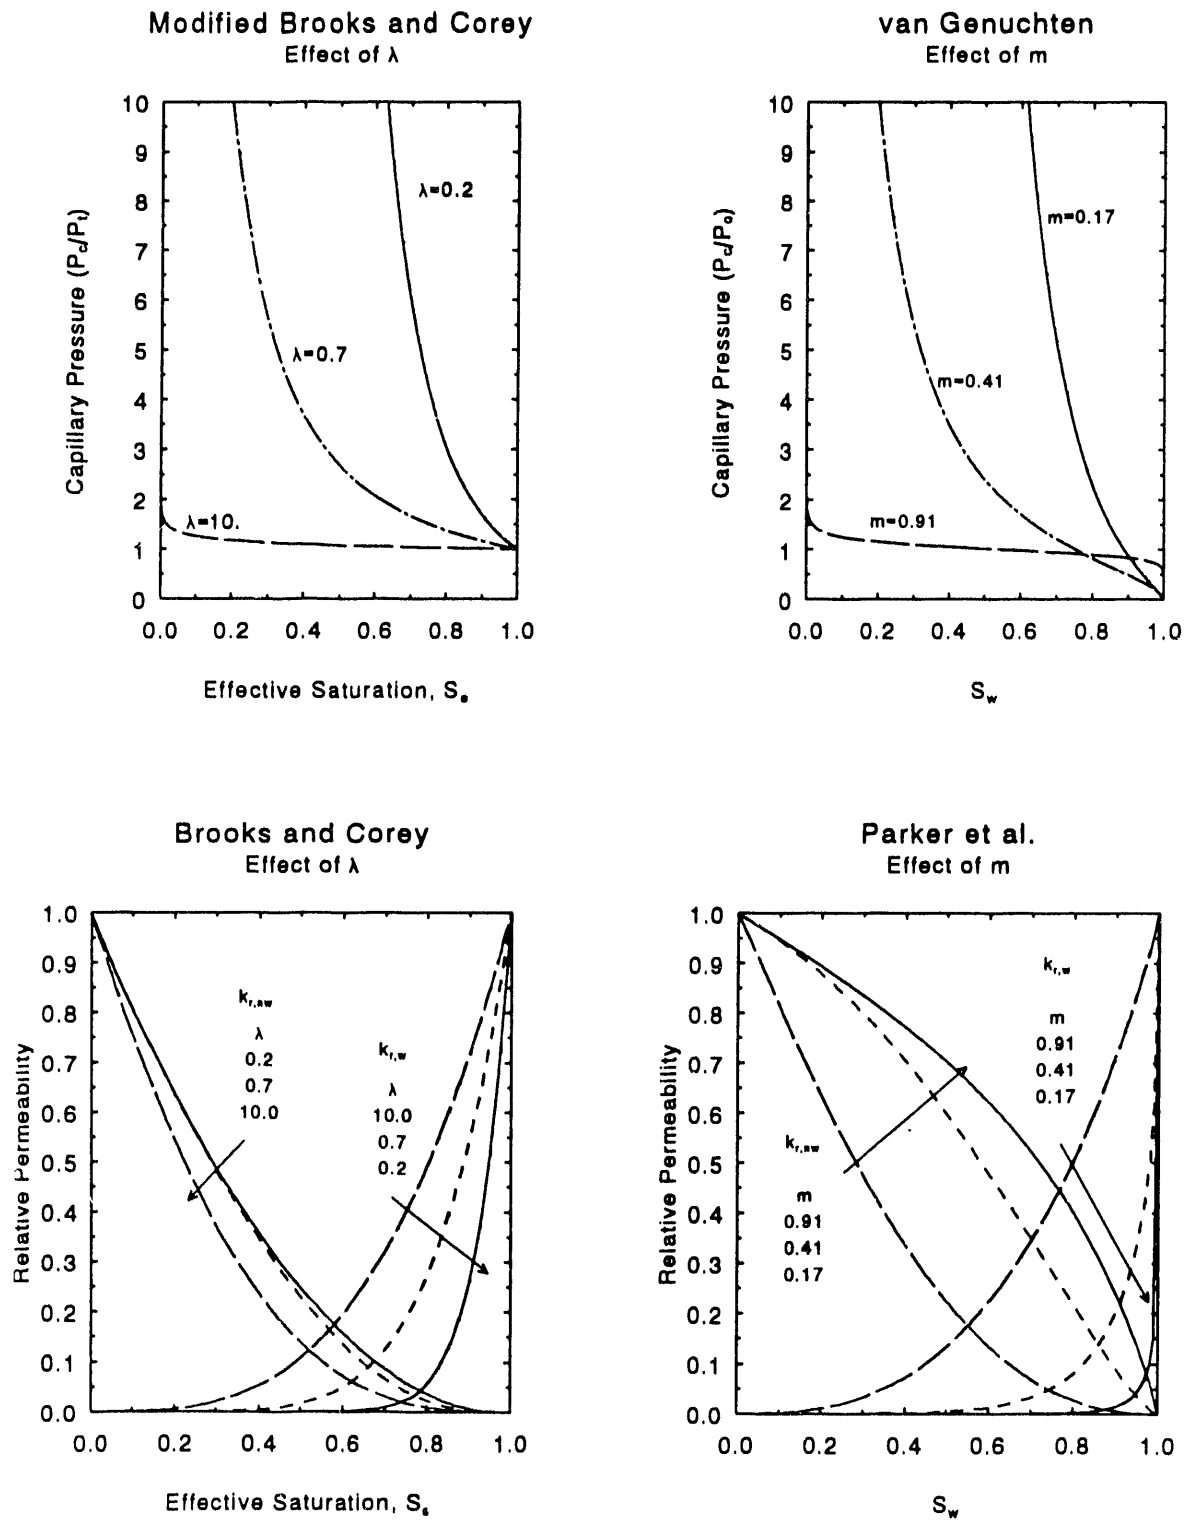 Modified Brooks and Corey
Effect of λ
10
9
8
7
6
5
4
3
2
1
0
Capillary Pressure (Pc/Pt)
λ=0.2
λ=0.7
λ=10.
0.0 0.2 0.4 0.6 0.8 1.0
Effective Saturation, Se
van Genuchten
Effect of m
10
9
8
7
6
5
4
3
2
1
0
Capillary Pressure (Pc/Po)
m=0.17
m=0.41
m=0.91
0.0 0.2 0.4 0.6 0.8 1.0
Sw
Brooks and Corey
Effect of λ
1.0
0.9
0.8
0.7
0.6
0.5
0.4
0.3
0.2
0.1
0.0
Relative Permeability
kr,nw
λ
0.2
0.7
10.0
kr,w
λ
10.0
0.7
0.2
0.0 0.2 0.4 0.6 0.8 1.0
Effective Saturation, Se
Parker et al.
Effect of m
1.0
0.9
0.8
0.7
0.6
0.5
0.4
0.3
0.2
0.1
0.0
Relative Permeability
kr,w
m
0.91
0.41
0.17
kr,nw
m
0.91
0.41
0.17
0.0 0.2 0.4 0.6 0.8 1.0
Sw